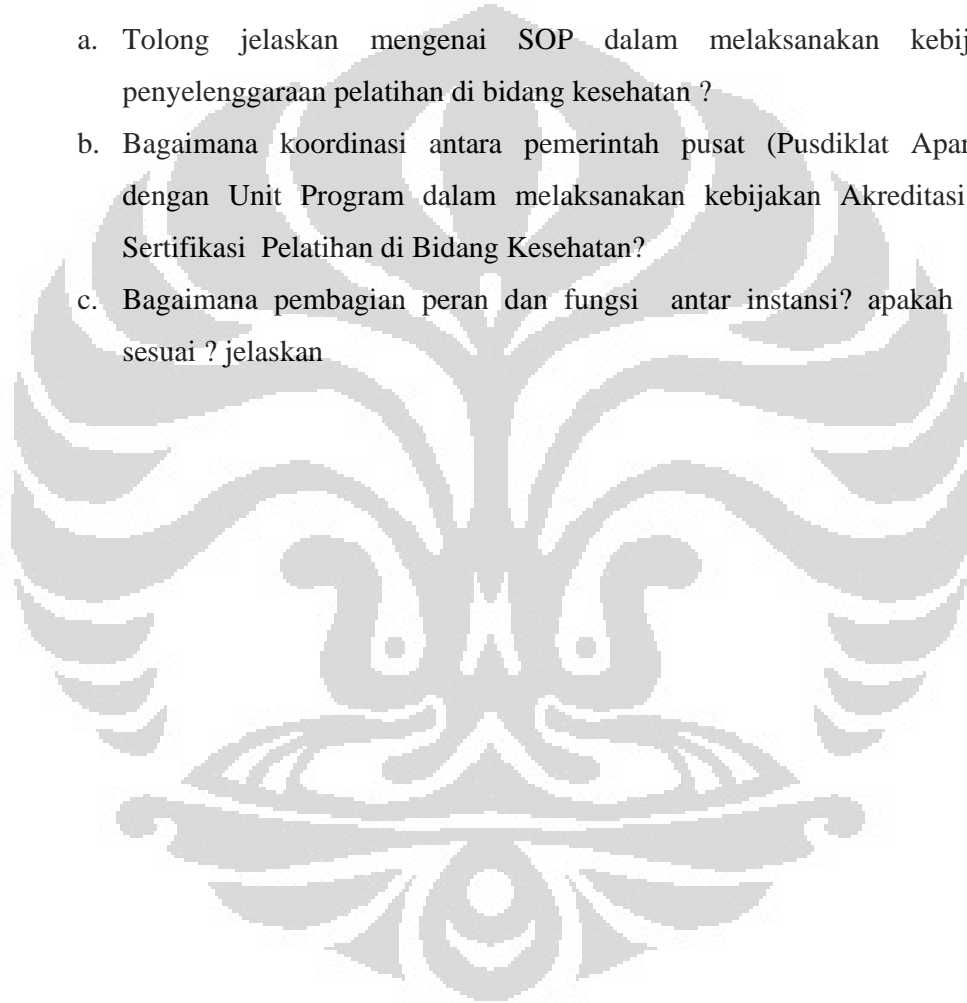 a. Tolong jelaskan mengenai SOP dalam melaksanakan kebij
penyelenggaraan pelatihan di bidang kesehatan ?
b. Bagaimana koordinasi antara pemerintah pusat (Pusdiklat Apar
dengan Unit Program dalam melaksanakan kebijakan Akreditasi
Sertifikasi Pelatihan di Bidang Kesehatan?
c. Bagaimana pembagian peran dan fungsi antar instansi? apakah
sesuai ? jelaskan